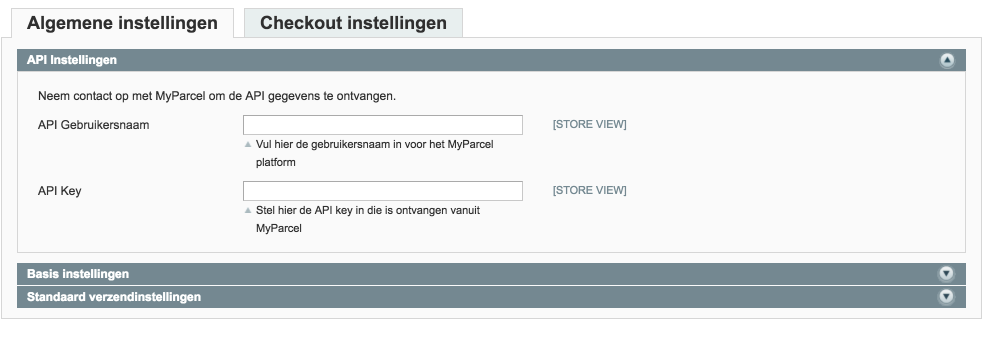 Algemene instellingen
Checkout instellingen
API Instellingen
Neem contact op met MyParcel om de API gegevens te ontvangen.
API Gebruikersnaam
[STORE VIEW]
Vul hier de gebruikersnaam in voor het MyParcel
platform
API Key
[STORE VIEW]
Stel hier de API key in die is ontvangen vanuit
MyParcel
Basis instellingen
Standaard verzendinstellingen